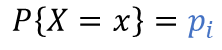 P{X = x} = pᵢ